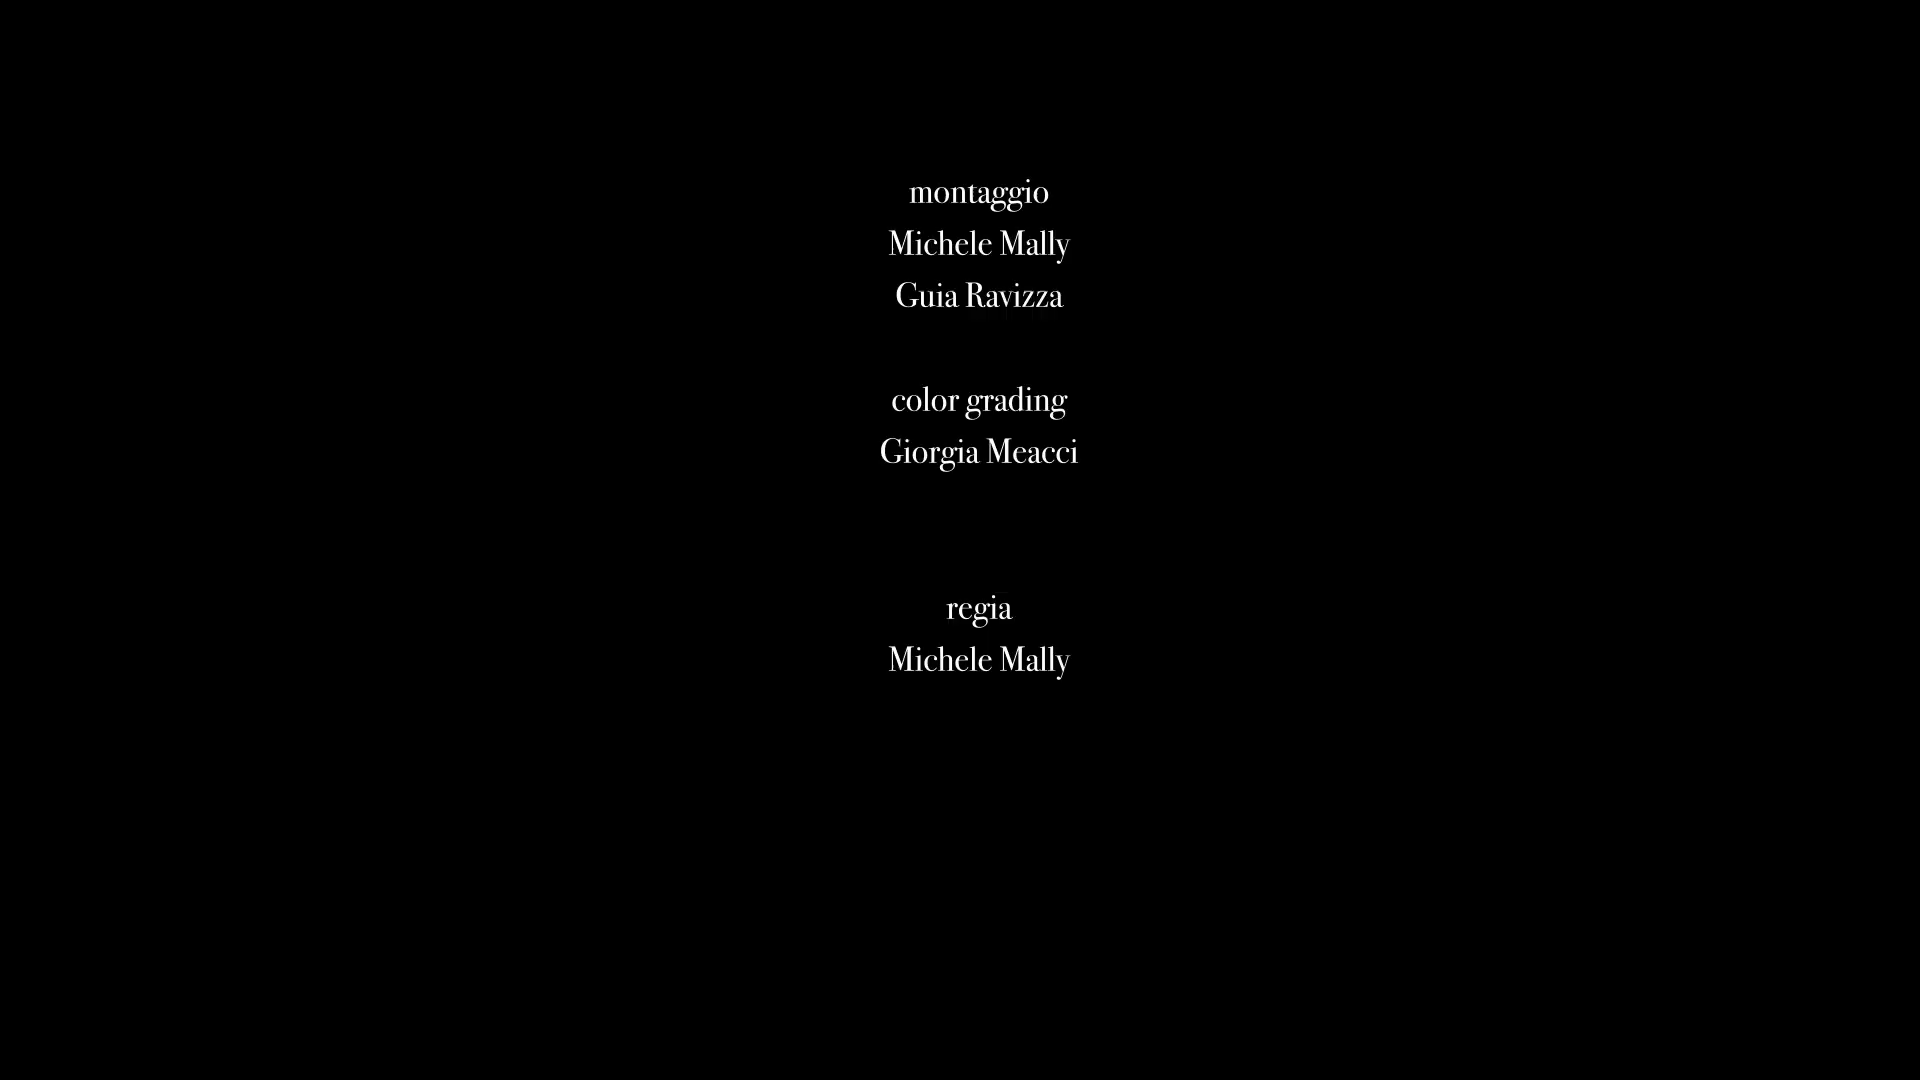 montaggio
Michele Mally
Guia Ravizza
color grading
Giorgia Meacci
regia
Michele Mally